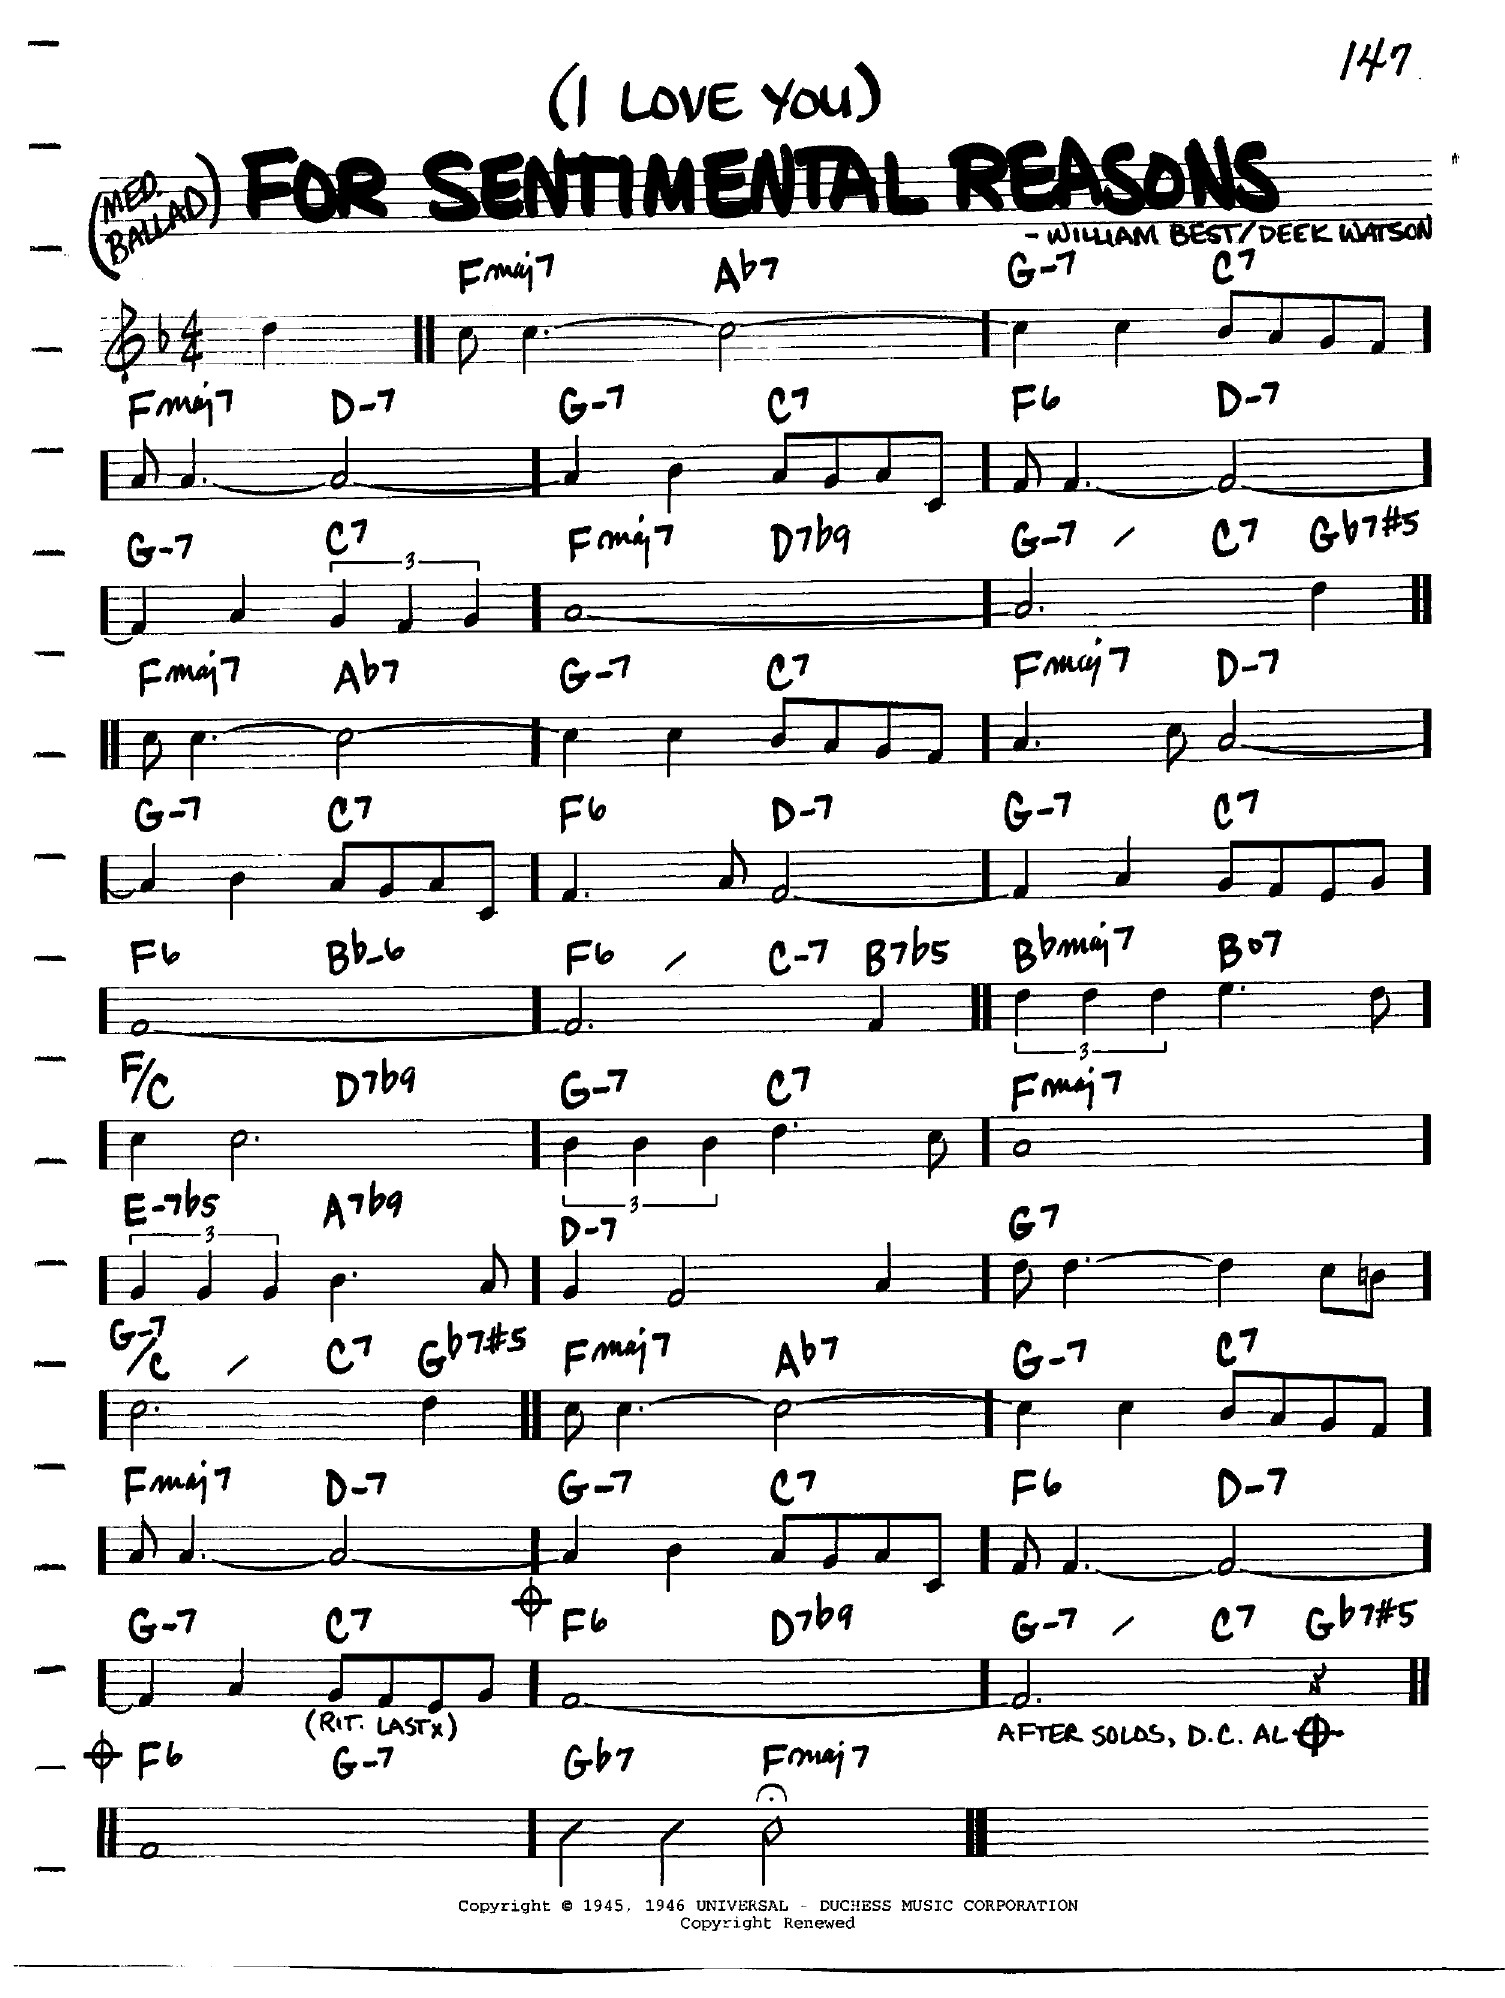 147
(I LOVE YOU)
(MED. BALLAD) FOR SENTIMENTAL REASONS
- WILLIAM BEST/DEEK WATSON
Fmaj7 Ab7 G-7 C7
4 4
Fmaj7 D-7 G-7 C7 F6 D-7
G-7 C7 Fmaj7 D7b9 G-7 / C7 Gb7#5
3
Fmaj7 Ab7 G-7 C7 Fmaj7 D-7
G-7 C7 F6 D-7 G-7 C7
F6 Bb-6 F6 / C-7 B7b5 Bbmaj7 Bo7
3
F/C D7b9 G-7 C7 Fmaj7
3
E-7b5 A7b9 D-7 G7
3
G-7/C / C7 Gb7#5 Fmaj7 Ab7 G-7 C7
Fmaj7 D-7 G-7 C7 F6 D-7
G-7 C7 F6 D7b9 G-7 / C7 Gb7#5
(RIT. LAST X) AFTER SOLOS, D.C. AL
F6 G-7 Gb7 Fmaj7
Copyright © 1945, 1946 UNIVERSAL - DUCHESS MUSIC CORPORATION
Copyright Renewed